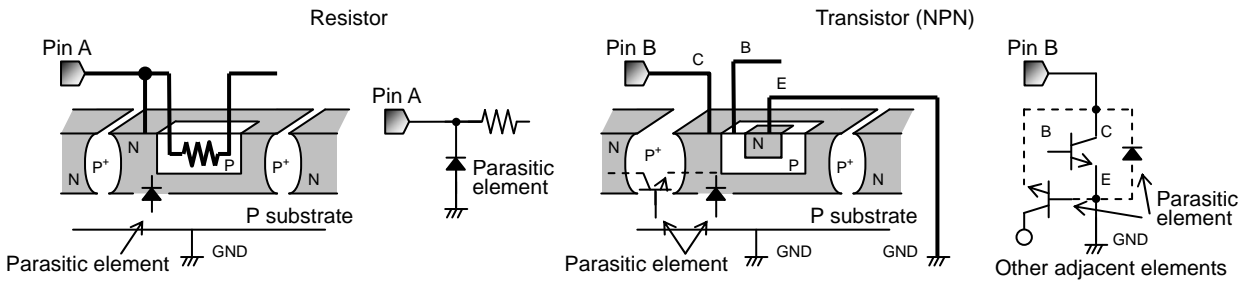 Resistor
Pin A
N
P⁺
N
P
P⁺
N
P substrate
Parasitic element
GND
Pin A
Parasitic
element
Transistor (NPN)
Pin B
C
B
E
N
P⁺
N
P
P⁺
N
P substrate
Parasitic element
GND
GND
Pin B
B
C
E
Parasitic
element
GND
Other adjacent elements